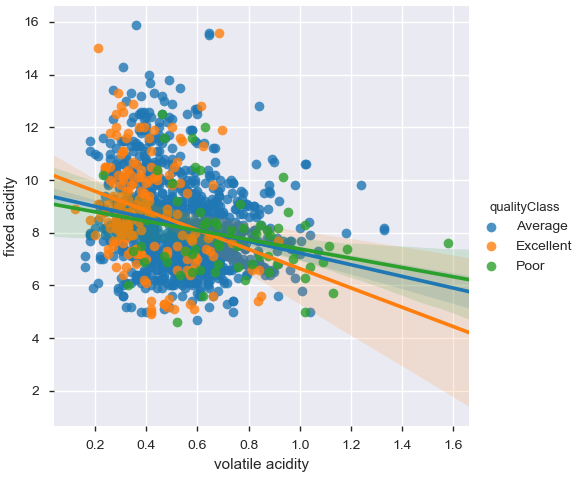 16
14
12
10
8
6
4
2
fixed acidity
0.2 0.4 0.6 0.8 1.0 1.2 1.4 1.6
volatile acidity
qualityClass
Average
Excellent
Poor